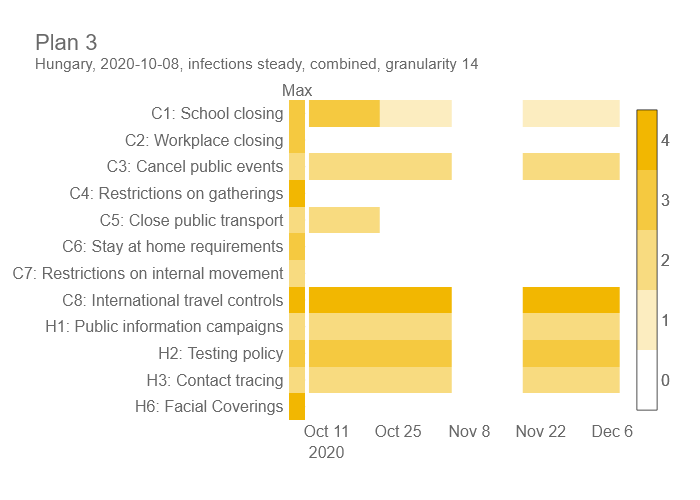 Plan 3
Hungary, 2020-10-08, infections steady, combined, granularity 14
Max
C1: School closing
C2: Workplace closing
C3: Cancel public events
C4: Restrictions on gatherings
C5: Close public transport
C6: Stay at home requirements
C7: Restrictions on internal movement
C8: International travel controls
H1: Public information campaigns
H2: Testing policy
H3: Contact tracing
H6: Facial Coverings
Oct 11 Oct 25 Nov 8 Nov 22 Dec 6
2020
4
3
2
1
0